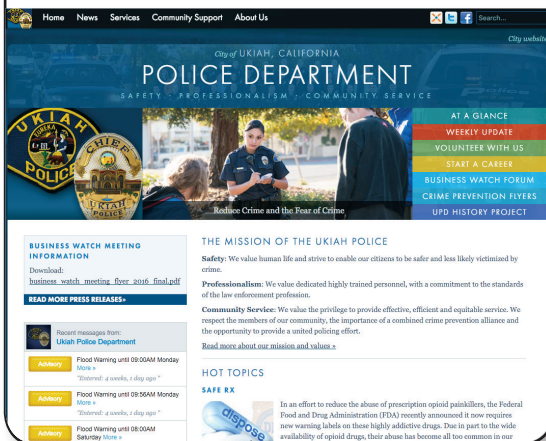 Home News Services Community Support About Us
Search...
City website
City of UKIAH, CALIFORNIA
POLICE DEPARTMENT
SAFETY · PROFESSIONALISM · COMMUNITY SERVICE
UKIAH
EUREKA
POLICE
CHIEF
UKIAH
POLICE
Reduce Crime and the Fear of Crime
AT A GLANCE
WEEKLY UPDATE
VOLUNTEER WITH US
START A CAREER
BUSINESS WATCH FORUM
CRIME PREVENTION FLYERS
UPD HISTORY PROJECT
BUSINESS WATCH MEETING
INFORMATION
Download:
business_watch_meeting_flyer_2016_final.pdf
READ MORE PRESS RELEASES»
Recent messages from:
Ukiah Police Department
Advisory
Flood Warning until 09:00AM Monday
More »
"Entered: 4 weeks, 1 day ago "
Advisory
Flood Warning until 09:56AM Monday
More »
"Entered: 4 weeks, 1 day ago "
Advisory
Flood Warning until 08:00AM
Saturday More »
THE MISSION OF THE UKIAH POLICE
Safety: We value human life and strive to enable our citizens to be safer and less likely victimized by
crime.
Professionalism: We value dedicated highly trained personnel, with a commitment to the standards
of the law enforcement profession.
Community Service: We value the privilege to provide effective, efficient and equitable service. We
respect the members of our community, the importance of a combined crime prevention alliance and
the opportunity to provide a united policing effort.
Read more about our mission and values »
HOT TOPICS
SAFE RX
dispose
In an effort to reduce the abuse of prescription opioid painkillers, the Federal
Food and Drug Administration (FDA) recently announced it now requires
new warning labels on these highly addictive drugs. Due in part to the wide
availability of opioid drugs, their abuse has become all too common in our